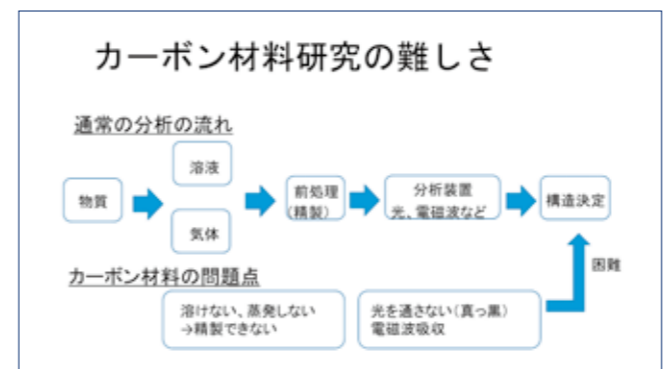 カーボン材料研究の難しさ
通常の分析の流れ
物質
溶液
気体
前処理
(精製)
分析装置
光、電磁波など
構造決定
困難
カーボン材料の問題点
溶けない、蒸発しない
→精製できない
光を通さない(真っ黒)
電磁波吸収